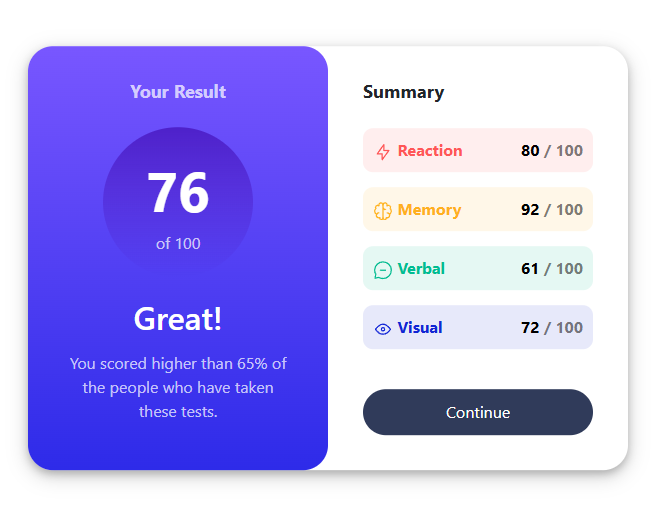 Your Result
76
of 100
Great!
You scored higher than 65% of
the people who have taken
these tests.
Summary
Reaction 80 / 100
Memory 92 / 100
Verbal 61 / 100
Visual 72 / 100
Continue